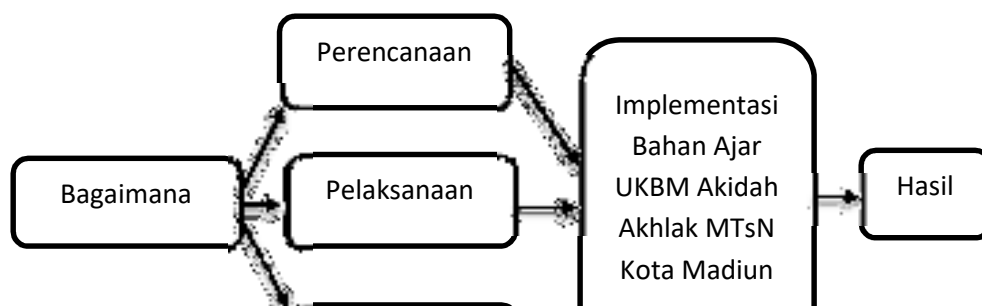 Perencanaan
Bagaimana
Pelaksanaan
Implementasi
Bahan Ajar
UKBM Akidah
Akhlak MTsN
Kota Madiun
Hasil